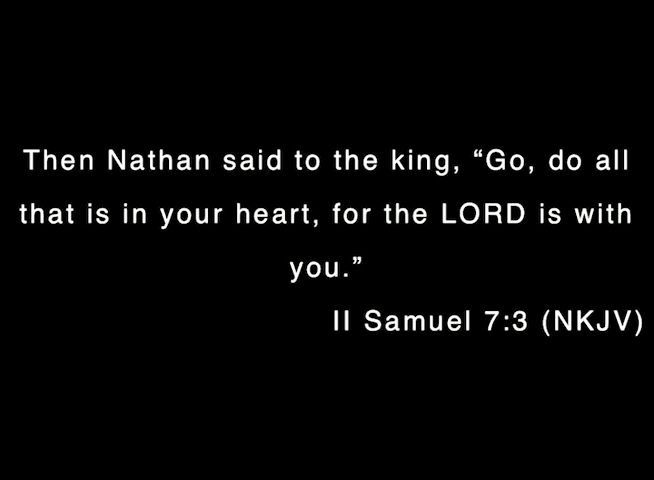 Then Nathan said to the king, “Go, do all
that is in your heart, for the LORD is with
you.”
II Samuel 7:3 (NKJV)